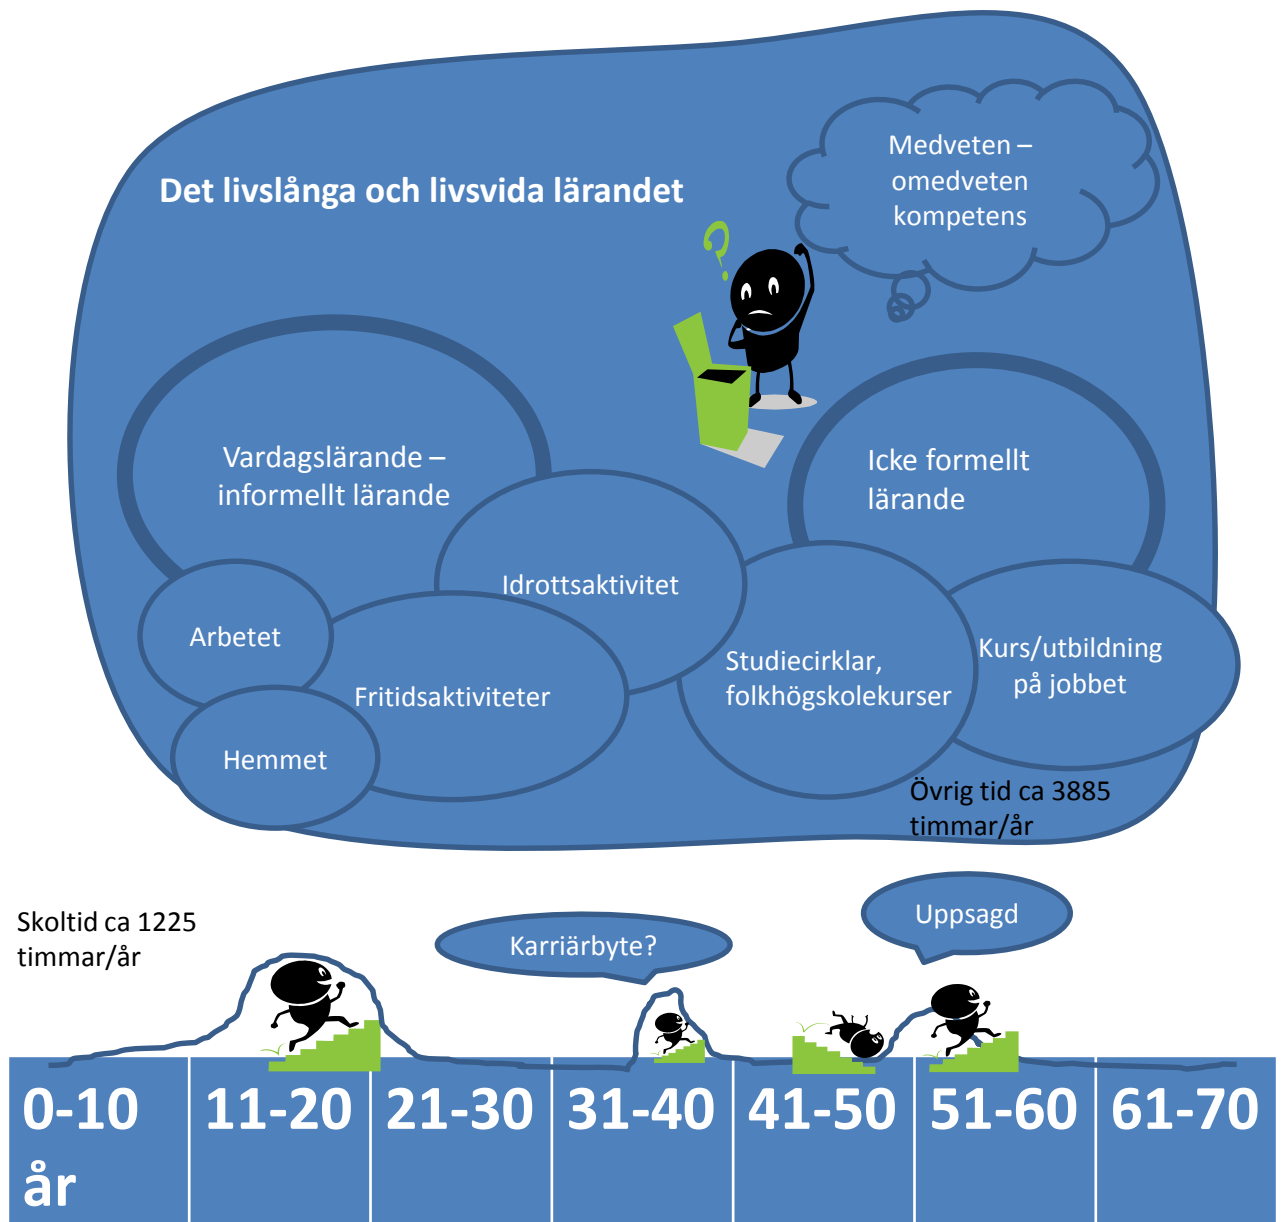 Det livslånga och livsvida lärandet
Medveten –
omedveten
kompetens
Vardagslärande –
informellt lärande
Icke formellt
lärande
Idrottsaktivitet
Arbetet
Fritidsaktiviteter
Hemmet
Studiecirklar,
folkhögskolekurser
Kurs/utbildning
på jobbet
Övrig tid ca 3885
timmar/år
Skoltid ca 1225
timmar/år
Karriärbyte?
Uppsagd
0-10
år
11-20
21-30
31-40
41-50
51-60
61-70